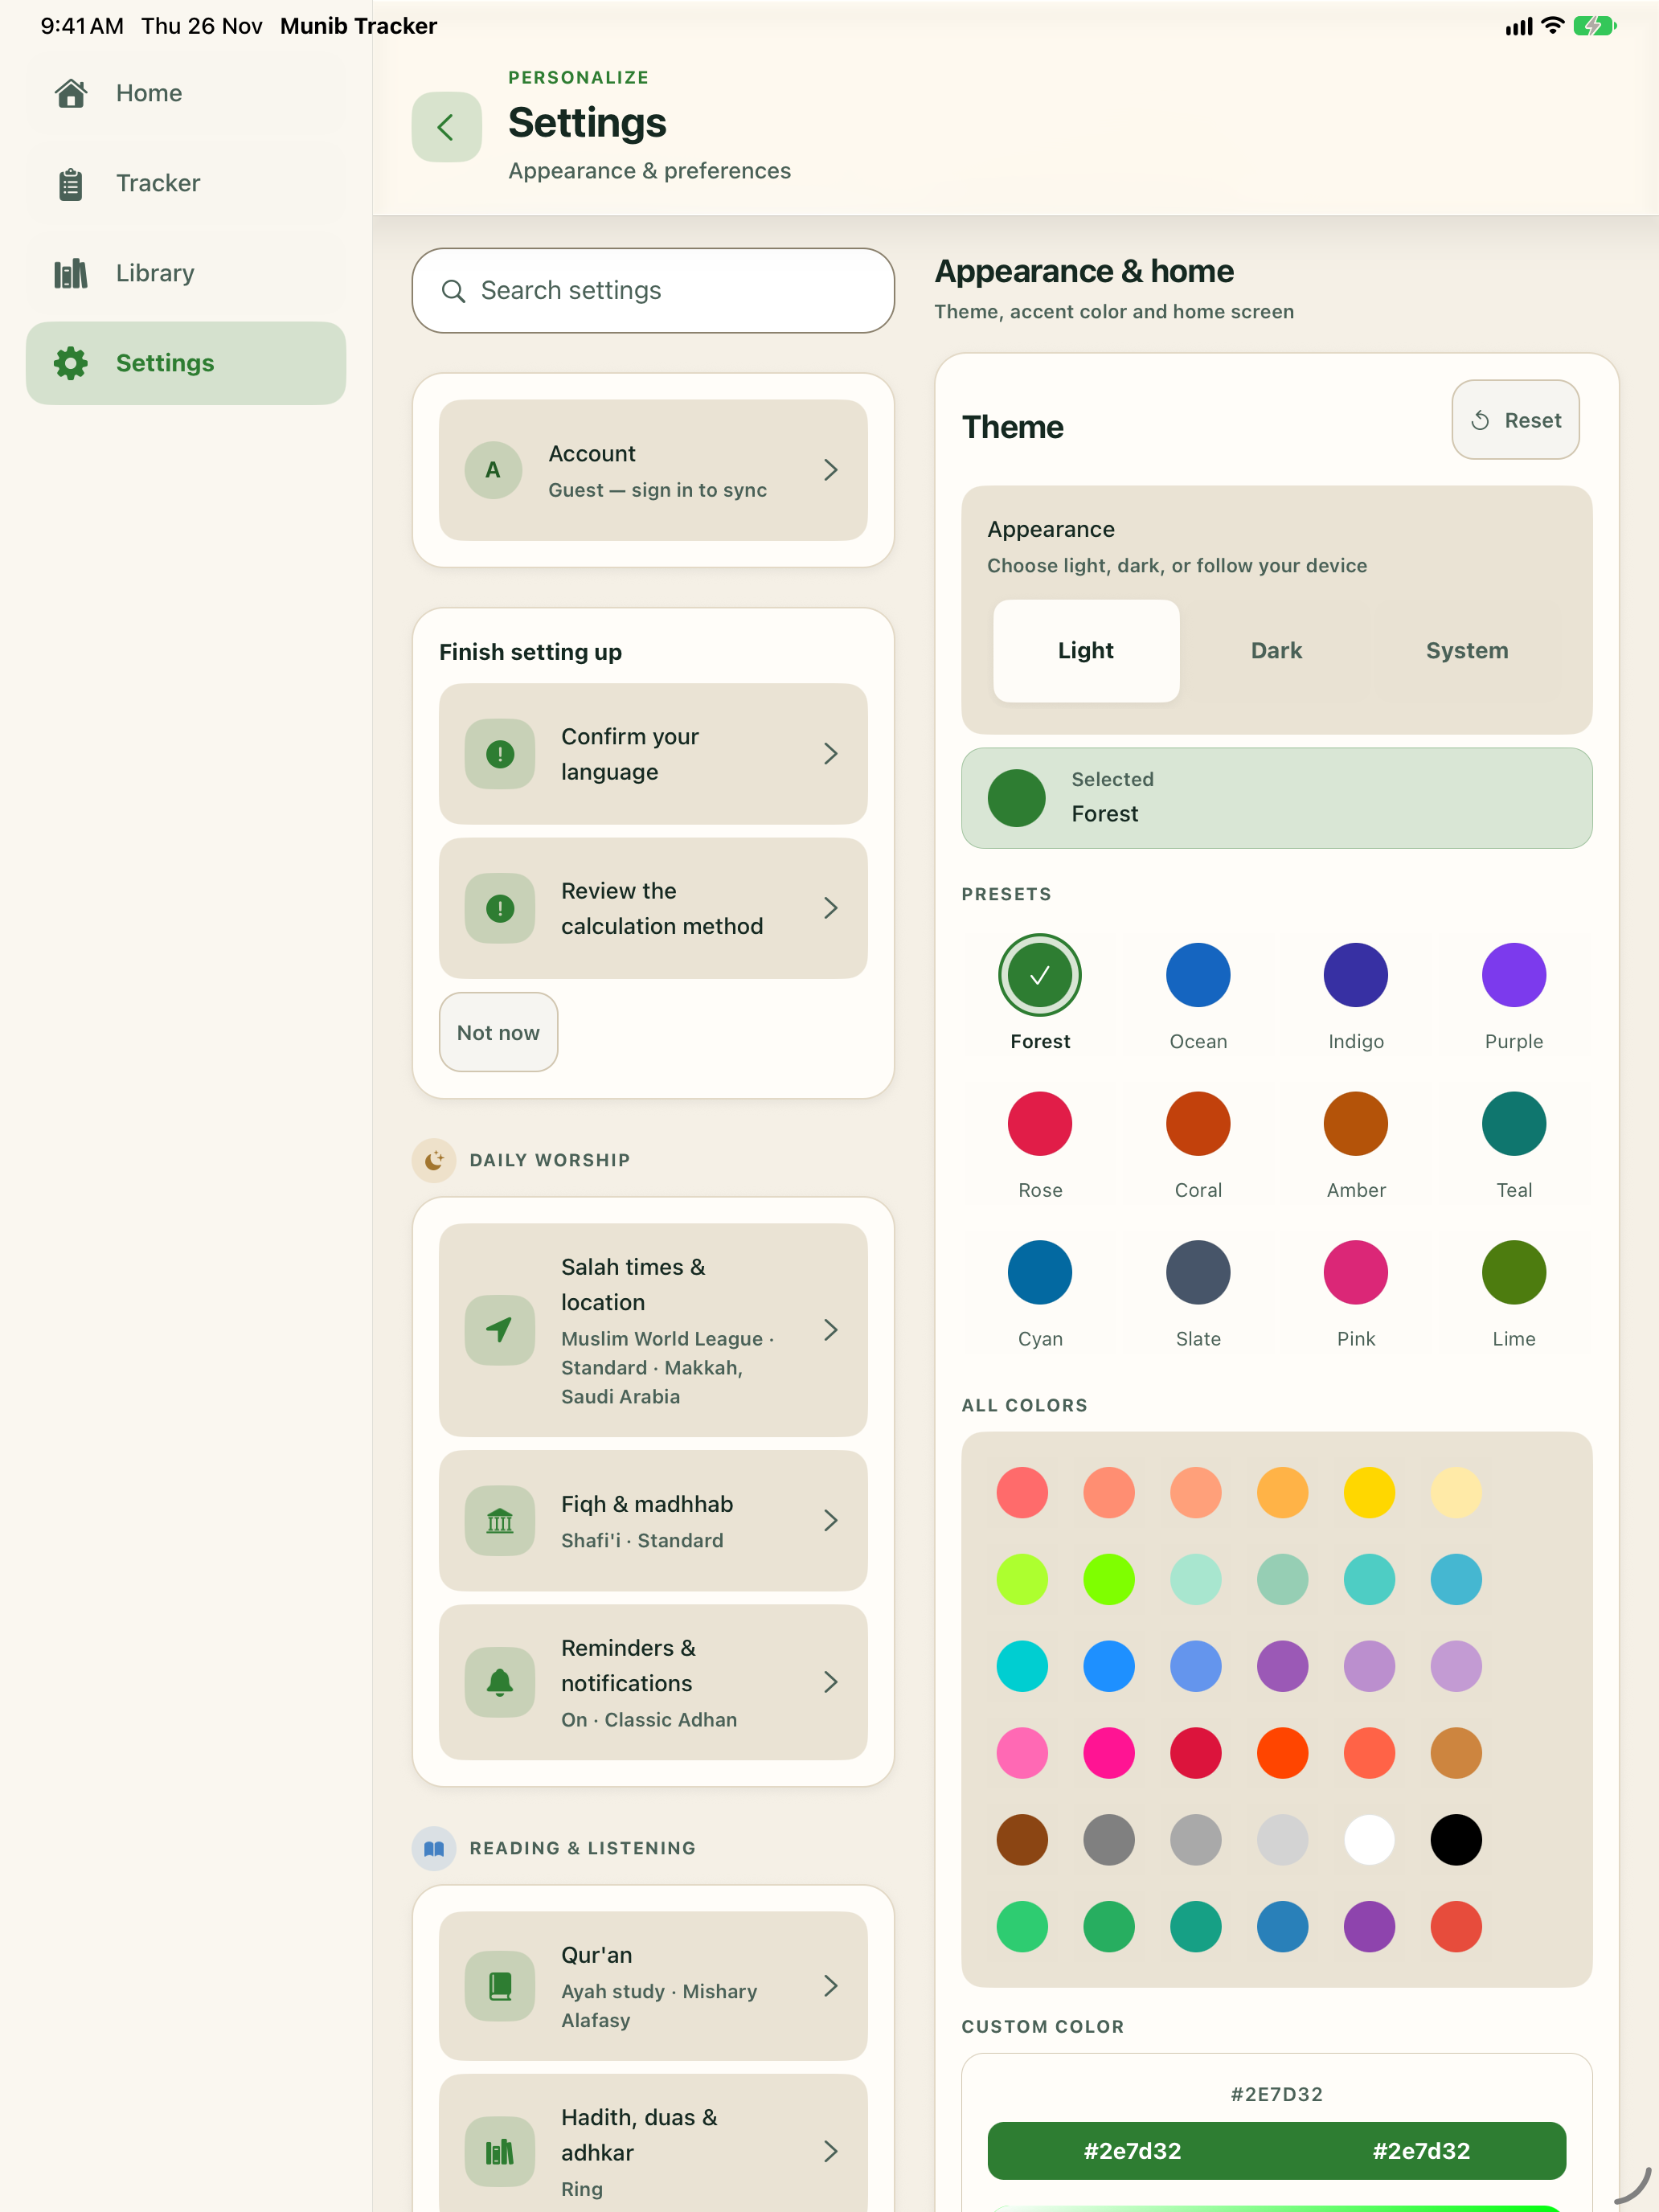 9:41 AM Thu 26 Nov Munib Tracker
Home
Tracker
Library
Settings
PERSONALIZE
Settings
Appearance & preferences
Search settings
A
Account
Guest — sign in to sync
Finish setting up
Confirm your
language
Review the
calculation method
Not now
DAILY WORSHIP
Salah times &
location
Muslim World League ·
Standard · Makkah,
Saudi Arabia
Fiqh & madhhab
Shafi'i · Standard
Reminders &
notifications
On · Classic Adhan
READING & LISTENING
Qur'an
Ayah study · Mishary
Alafasy
Hadith, duas &
adhkar
Ring
Appearance & home
Theme, accent color and home screen
Theme
Reset
Appearance
Choose light, dark, or follow your device
Light Dark System
Selected
Forest
PRESETS
Forest Ocean Indigo Purple
Rose Coral Amber Teal
Cyan Slate Pink Lime
ALL COLORS
CUSTOM COLOR
#2E7D32
#2e7d32 #2e7d32